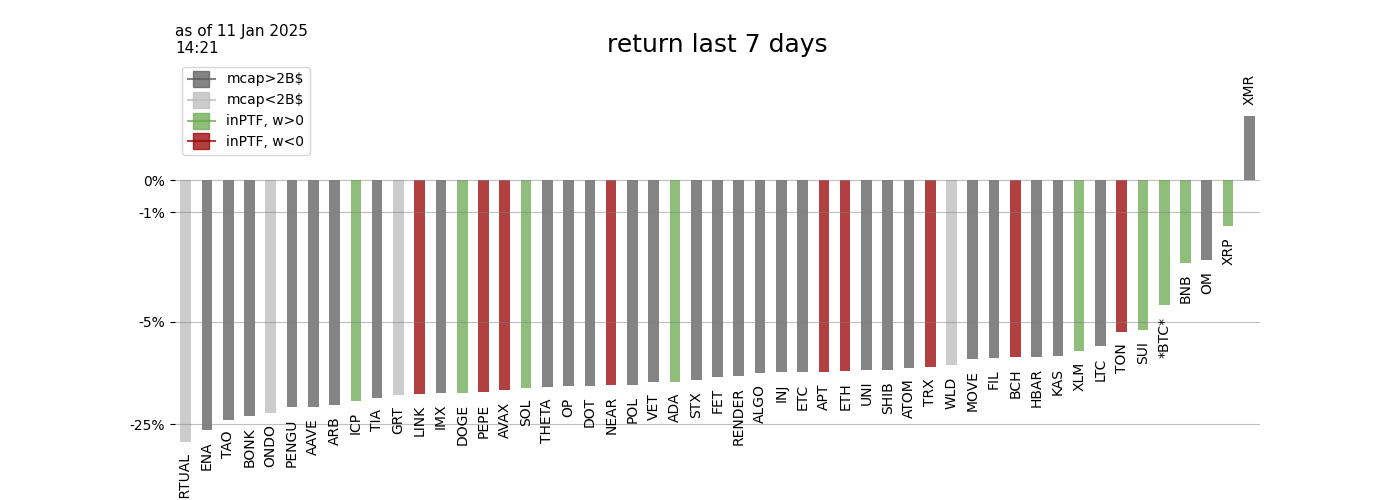 as of 11 Jan 2025
14:21
return last 7 days
mcap>2B$
mcap<2B$
inPTF, w>0
inPTF, w<0
0%
-1%
-5%
-25%
RTUAL
ENA
TAO
BONK
ONDO
PENGU
AAVE
ARB
ICP
TIA
GRT
LINK
IMX
DOGE
PEPE
AVAX
SOL
THETA
OP
DOT
NEAR
POL
VET
ADA
STX
FET
RENDER
ALGO
INJ
ETC
APT
ETH
UNI
SHIB
ATOM
TRX
WLD
MOVE
FIL
BCH
HBAR
KAS
XLM
LTC
TON
SUI
*BTC*
BNB
OM
XRP
XMR